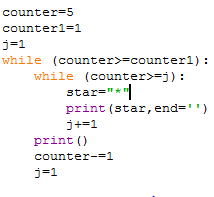 counter=5
counter1=1
j=1
while (counter>=counter1):
    while (counter>=j):
        star="*"
        print(star,end='')
        j+=1
    print()
    counter-=1
    j=1